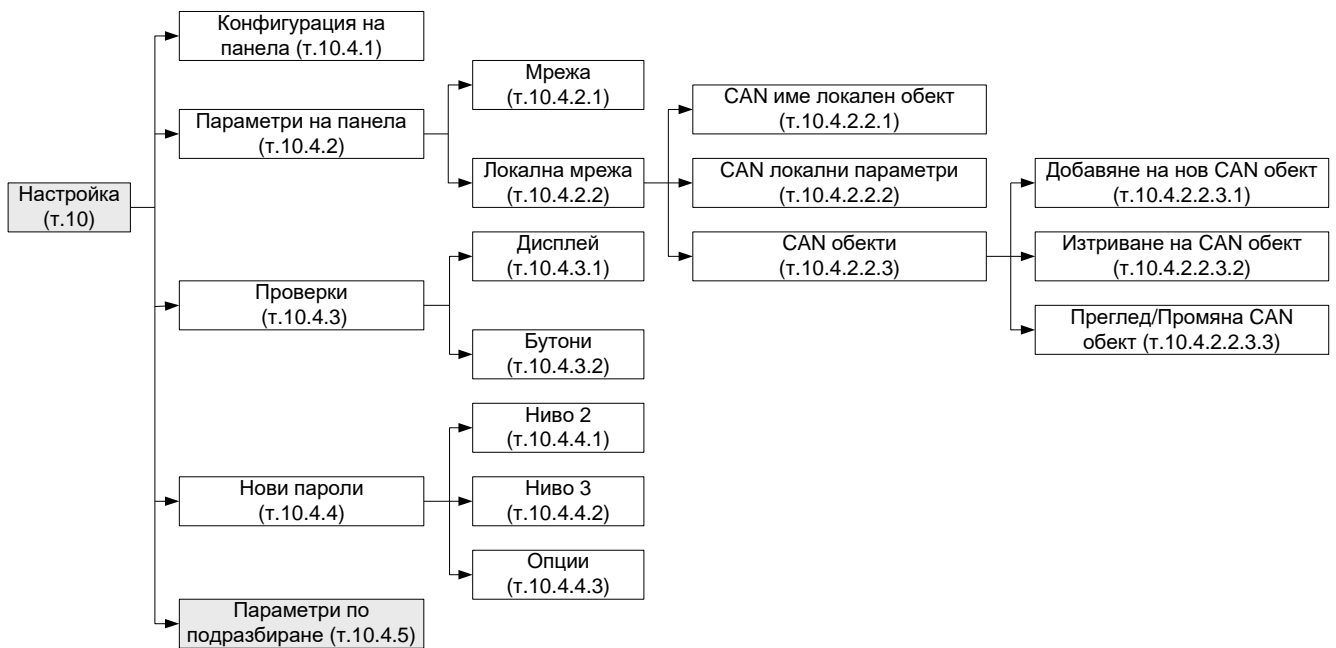 Настройка
(т.10)
Конфигурация на
панела (т.10.4.1)
Параметри на панела
(т.10.4.2)
Мрежа
(т.10.4.2.1)
Локална мрежа
(т.10.4.2.2)
CAN име локален обект
(т.10.4.2.2.1)
CAN локални параметри
(т.10.4.2.2.2)
CAN обекти
(т.10.4.2.2.3)
Добавяне на нов CAN обект
(т.10.4.2.2.3.1)
Изтриване на CAN обект
(т.10.4.2.2.3.2)
Преглед/Промяна CAN
обект (т.10.4.2.2.3.3)
Проверки
(т.10.4.3)
Дисплей
(т.10.4.3.1)
Бутони
(т.10.4.3.2)
Нови пароли
(т.10.4.4)
Ниво 2
(т.10.4.4.1)
Ниво 3
(т.10.4.4.2)
Опции
(т.10.4.4.3)
Параметри по
подразбиране (т.10.4.5)